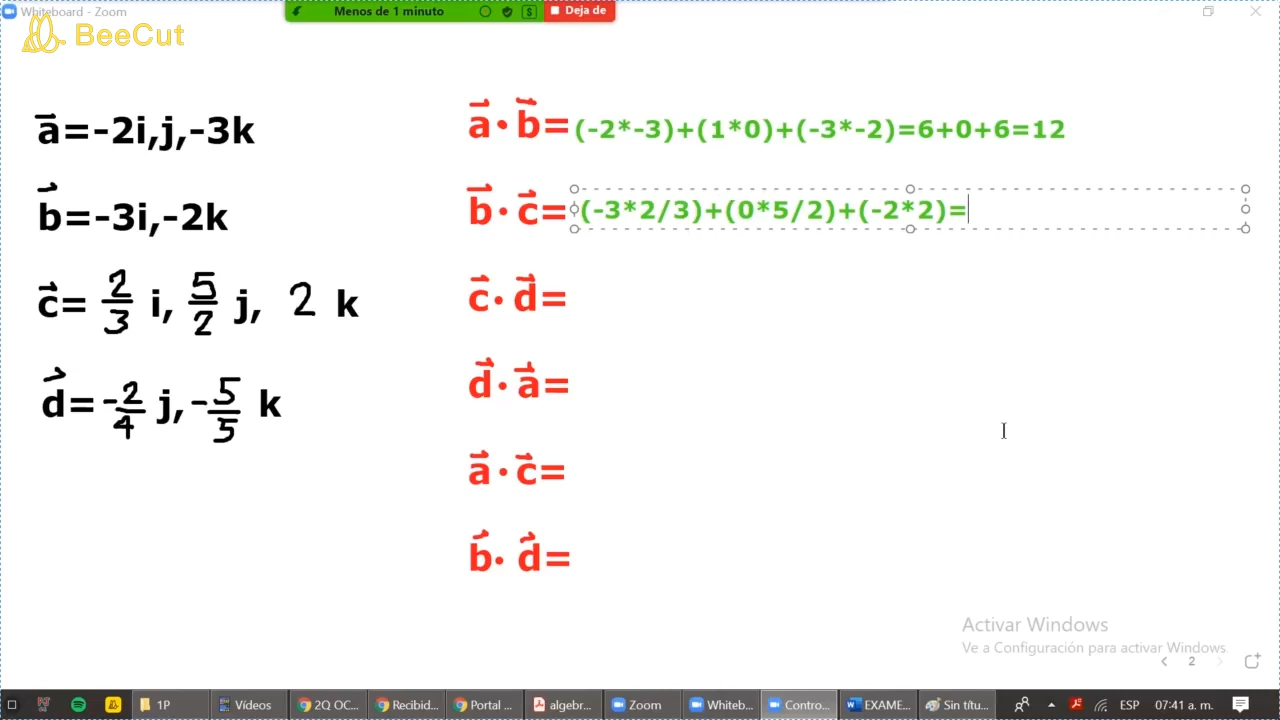 Whiteboard - Zoom
Menos de 1 minuto
Deja de
BeeCut
a=-2i,j,-3k
b=-3i,-2k
c= 2/3 i, 5/2 j, 2 k
d=-2/4 j,-5/5 k
a·b=(-2*-3)+(1*0)+(-3*-2)=6+0+6=12
b·c=(-3*2/3)+(0*5/2)+(-2*2)=
c·d=
d·a=
a·c=
b·d=
Activar Windows
Ve a Configuración para activar Windows.
2
1P
Vídeos
2Q OC...
Recibid...
Portal ...
algebr...
Zoom
Whiteb...
Contro...
EXAME...
Sin títu...
ESP
07:41 a. m.